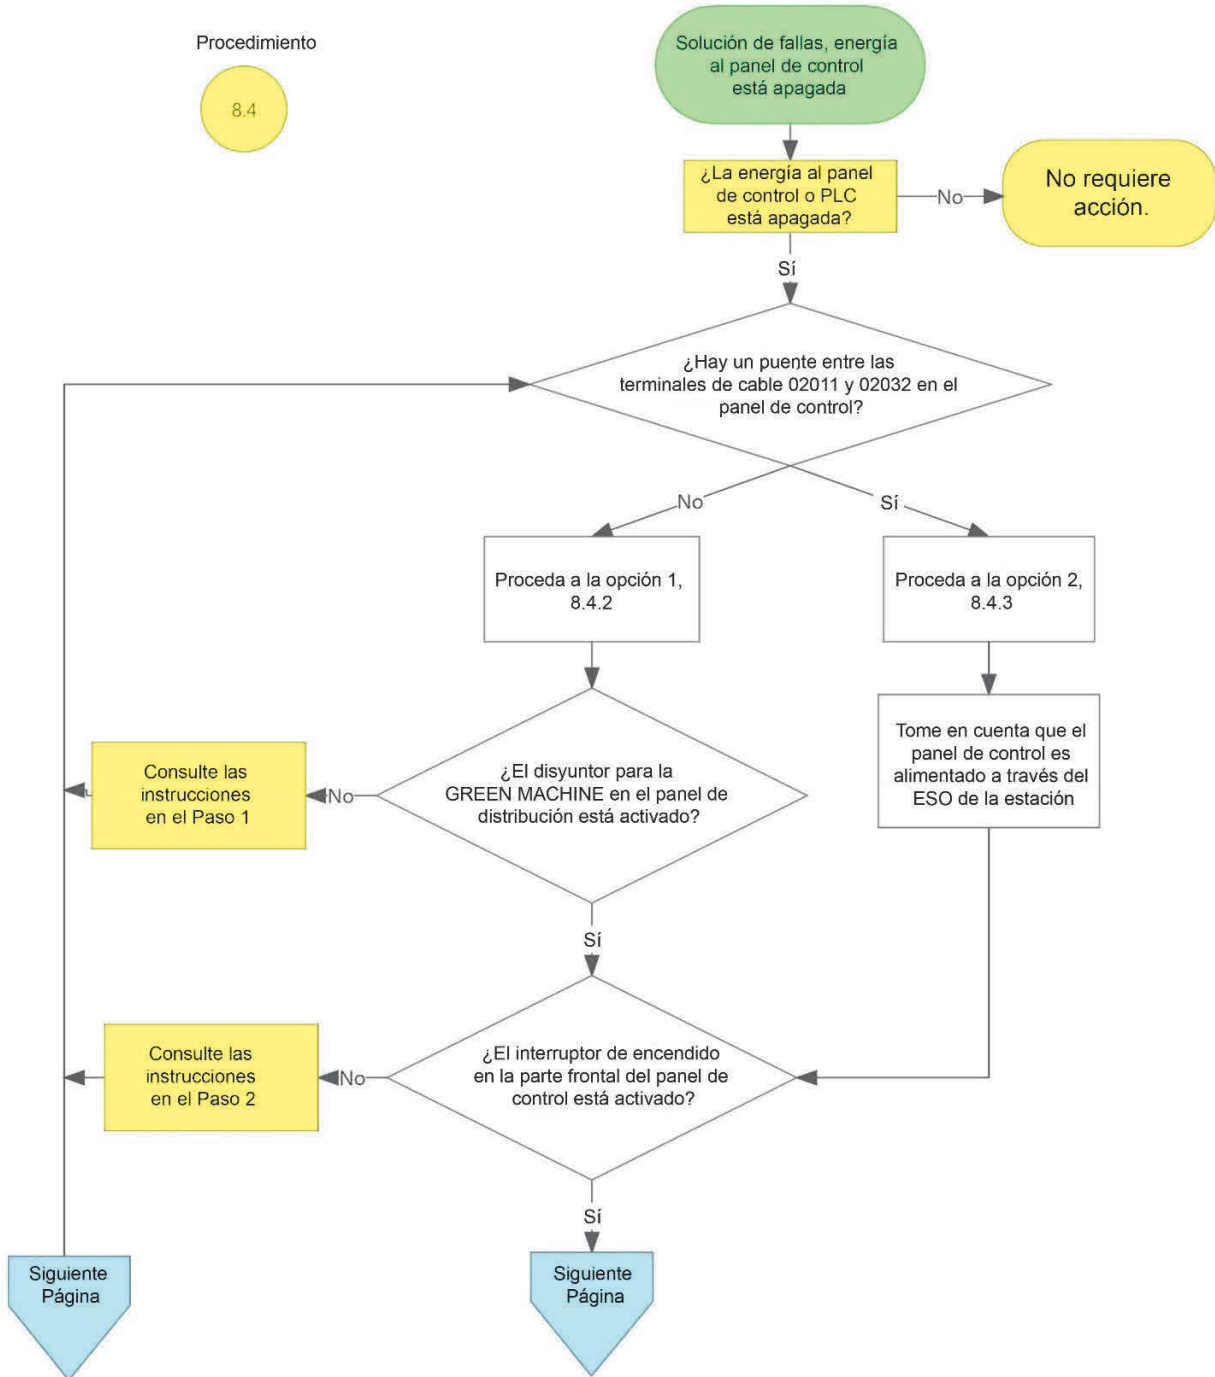 Procedimiento
8.4
Solución de fallas, energía
al panel de control
está apagada
¿La energía al panel
de control o PLC
está apagada?
No
No requiere
acción.
Sí
¿Hay un puente entre las
terminales de cable 02011 y 02032 en el
panel de control?
No
Sí
Proceda a la opción 1,
8.4.2
Proceda a la opción 2,
8.4.3
Tome en cuenta que el
panel de control es
alimentado a través del
ESO de la estación
Consulte las
instrucciones
en el Paso 1
No
¿El disyuntor para la
GREEN MACHINE en el panel de
distribución está activado?
Sí
Consulte las
instrucciones
en el Paso 2
No
¿El interruptor de encendido
en la parte frontal del panel de
control está activado?
Sí
Siguiente
Página
Siguiente
Página